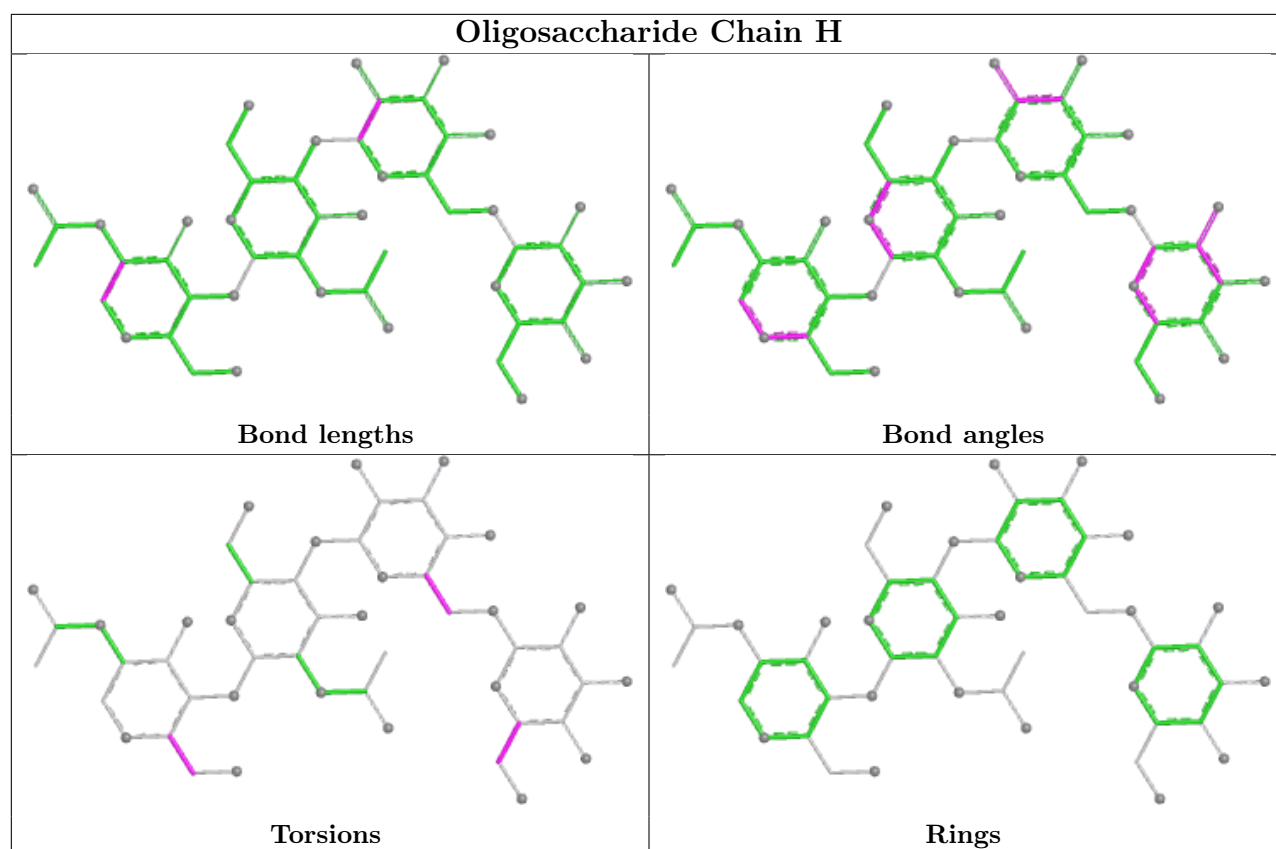 Oligosaccharide Chain H
Bond lengths
Bond angles
Torsions
Rings